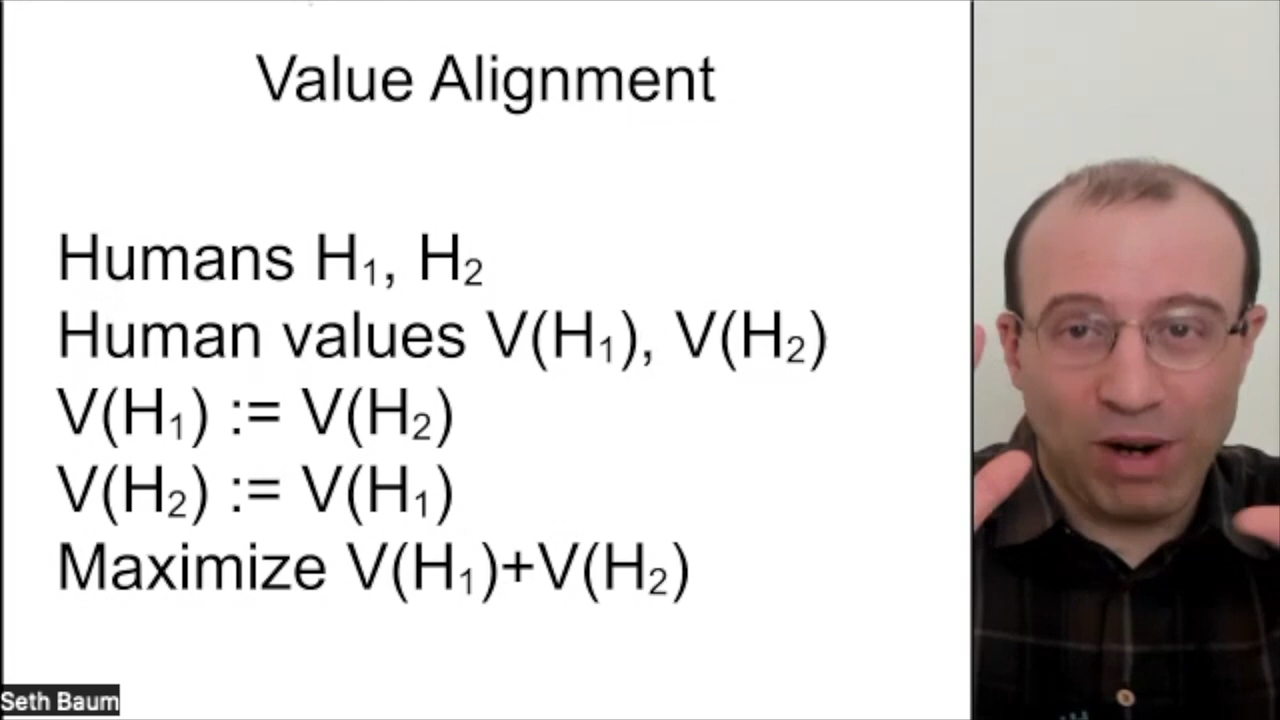 Value Alignment
Humans H₁, H₂
Human values V(H₁), V(H₂)
V(H₁) := V(H₂)
V(H₂) := V(H₁)
Maximize V(H₁)+V(H₂)
Seth Baum